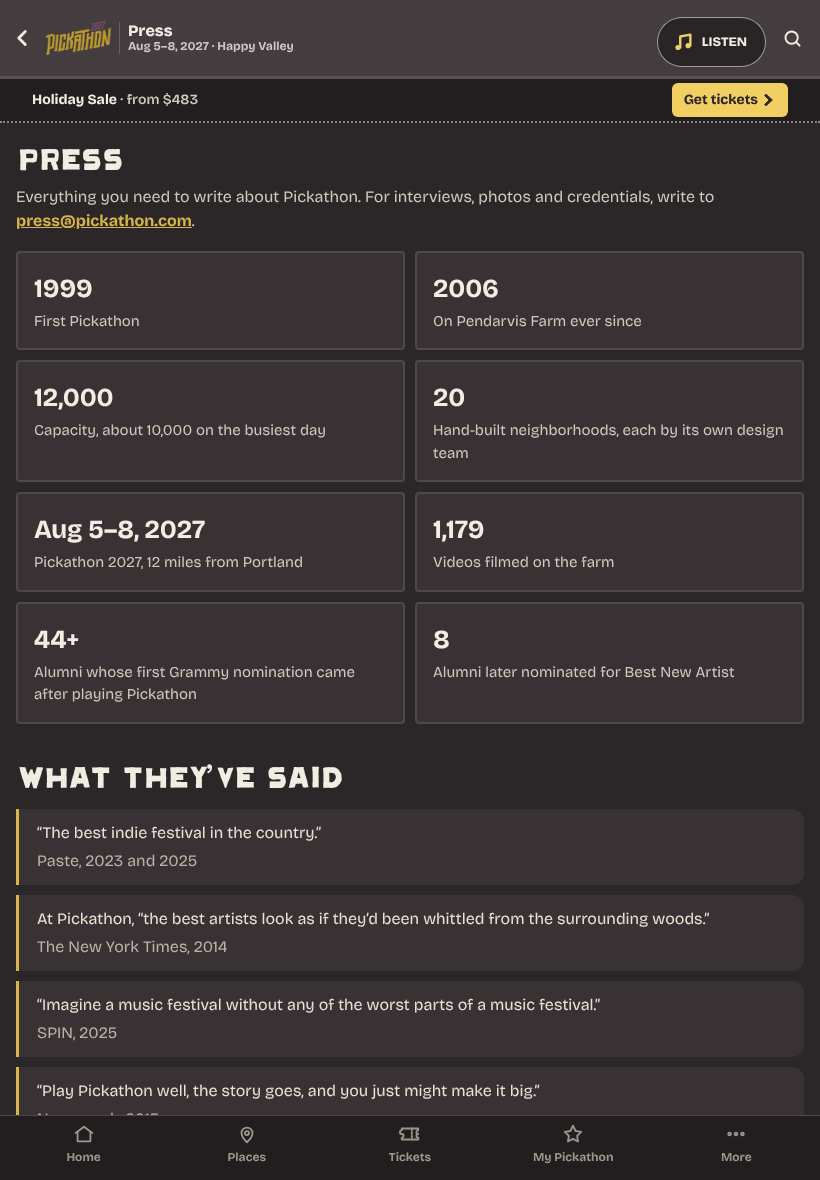 PICKATHON
Press
Aug 5–8, 2027 · Happy Valley
LISTEN
Holiday Sale · from $483
Get tickets
PRESS
Everything you need to write about Pickathon. For interviews, photos and credentials, write to
press@pickathon.com.
1999
First Pickathon
2006
On Pendarvis Farm ever since
12,000
Capacity, about 10,000 on the busiest day
20
Hand-built neighborhoods, each by its own design
team
Aug 5–8, 2027
Pickathon 2027, 12 miles from Portland
1,179
Videos filmed on the farm
44+
Alumni whose first Grammy nomination came
after playing Pickathon
8
Alumni later nominated for Best New Artist
WHAT THEY’VE SAID
“The best indie festival in the country.”
Paste, 2023 and 2025
At Pickathon, “the best artists look as if they’d been whittled from the surrounding woods.”
The New York Times, 2014
“Imagine a music festival without any of the worst parts of a music festival.”
SPIN, 2025
“Play Pickathon well, the story goes, and you just might make it big.”
Home
Places
Tickets
My Pickathon
More